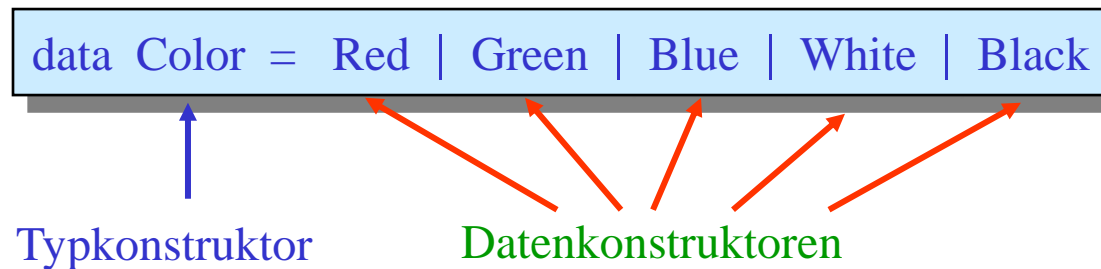 data Color = Red | Green | Blue | White | Black
Typkonstruktor Datenkonstruktoren